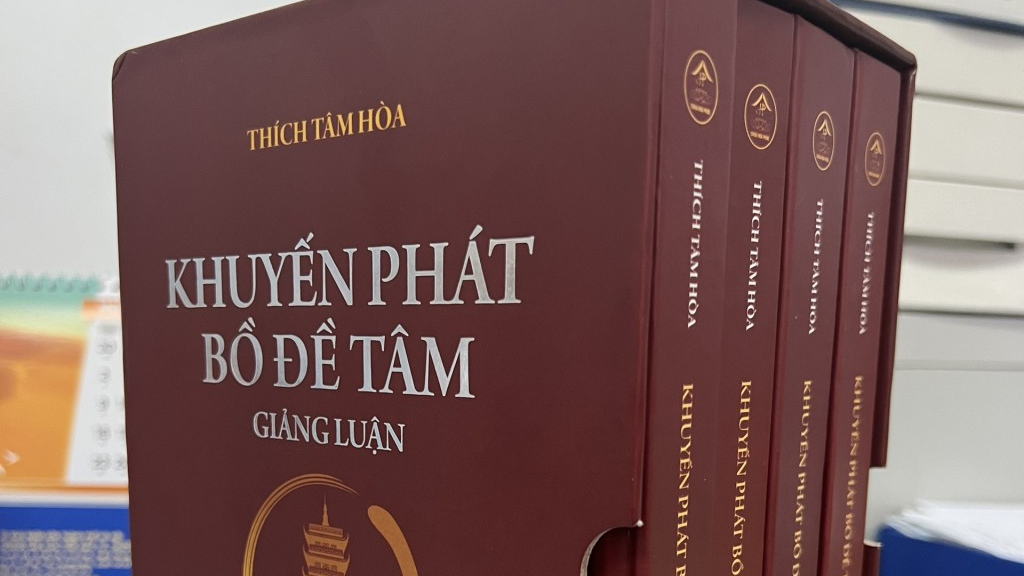 THÍCH TÂM HÒA
KHUYẾN PHÁT
BỒ ĐỀ TÂM
GIẢNG LUẬN
THÍCH TÂM HÒA
KHUYẾN PHÁT
THÍCH TÂM HÒA
KHUYẾN PHÁT BỒ
THÍCH TÂM HÒA
KHUYẾN PHÁT BỒ
THÍCH TÂM HÒA
KHUYẾN PHÁT BỒ ĐỀ